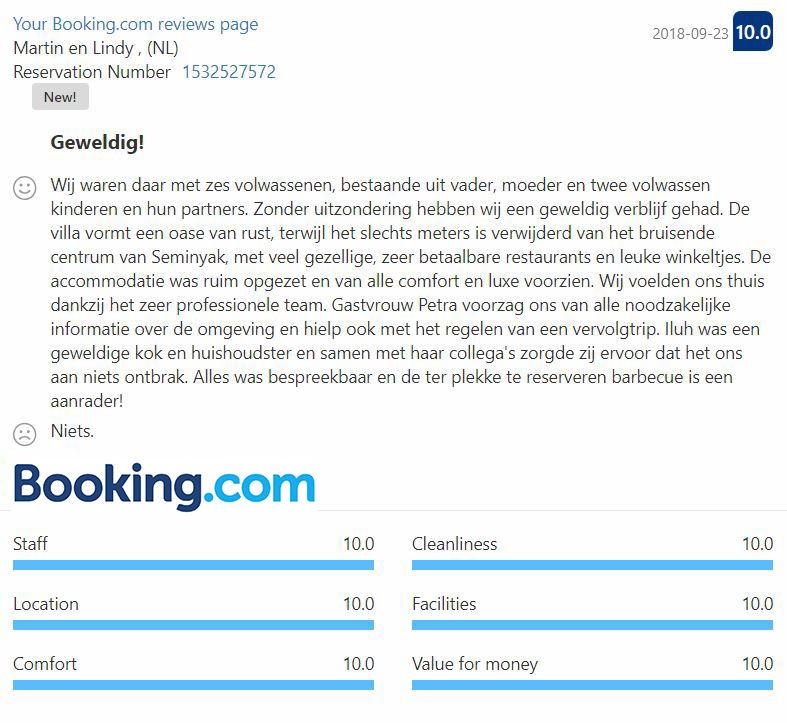 Your Booking.com reviews page
2018-09-23 10.0
Martin en Lindy , (NL)
Reservation Number 1532527572
New!
Geweldig!
Wij waren daar met zes volwassenen, bestaande uit vader, moeder en twee volwassen
kinderen en hun partners. Zonder uitzondering hebben wij een geweldig verblijf gehad. De
villa vormt een oase van rust, terwijl het slechts meters is verwijderd van het bruisende
centrum van Seminyak, met veel gezellige, zeer betaalbare restaurants en leuke winkeltjes. De
accommodatie was ruim opgezet en van alle comfort en luxe voorzien. Wij voelden ons thuis
dankzij het zeer professionele team. Gastvrouw Petra voorzag ons van alle noodzakelijke
informatie over de omgeving en hielp ook met het regelen van een vervolgtrip. Iluh was een
geweldige kok en huishoudster en samen met haar collega's zorgde zij ervoor dat het ons
aan niets ontbrak. Alles was bespreekbaar en de ter plekke te reserveren barbecue is een
aanrader!
Niets.
Booking.com
Staff 10.0
Cleanliness 10.0
Location 10.0
Facilities 10.0
Comfort 10.0
Value for money 10.0